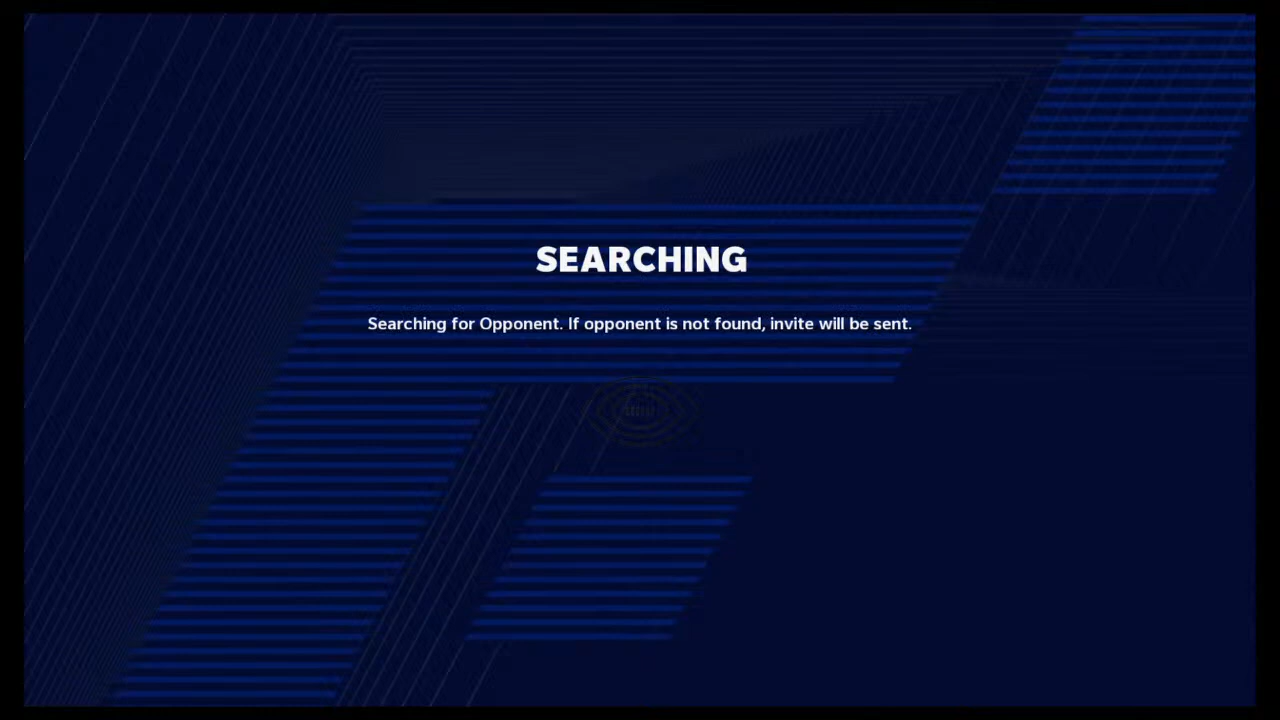 SEARCHING
Searching for Opponent. If opponent is not found, invite will be sent.